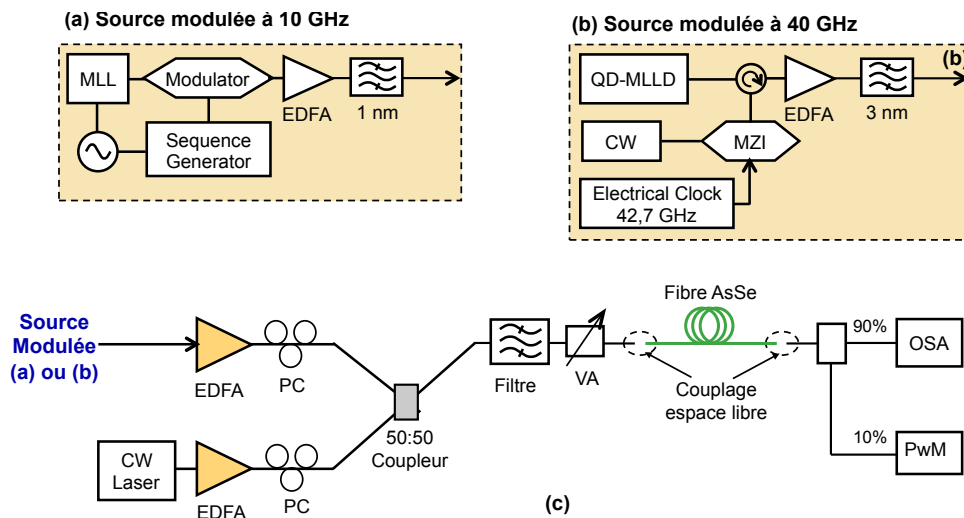 (a) Source modulée à 10 GHz
MLL
Modulator
EDFA
1 nm
Sequence
Generator
(b) Source modulée à 40 GHz
(b)
QD-MLLD
EDFA
3 nm
CW
MZI
Electrical Clock
42,7 GHz
Source
Modulée
(a) ou (b)
EDFA
PC
CW
Laser
EDFA
PC
50:50
Coupleur
Filtre
VA
Fibre AsSe
Couplage
espace libre
90%
OSA
10%
PwM
(c)